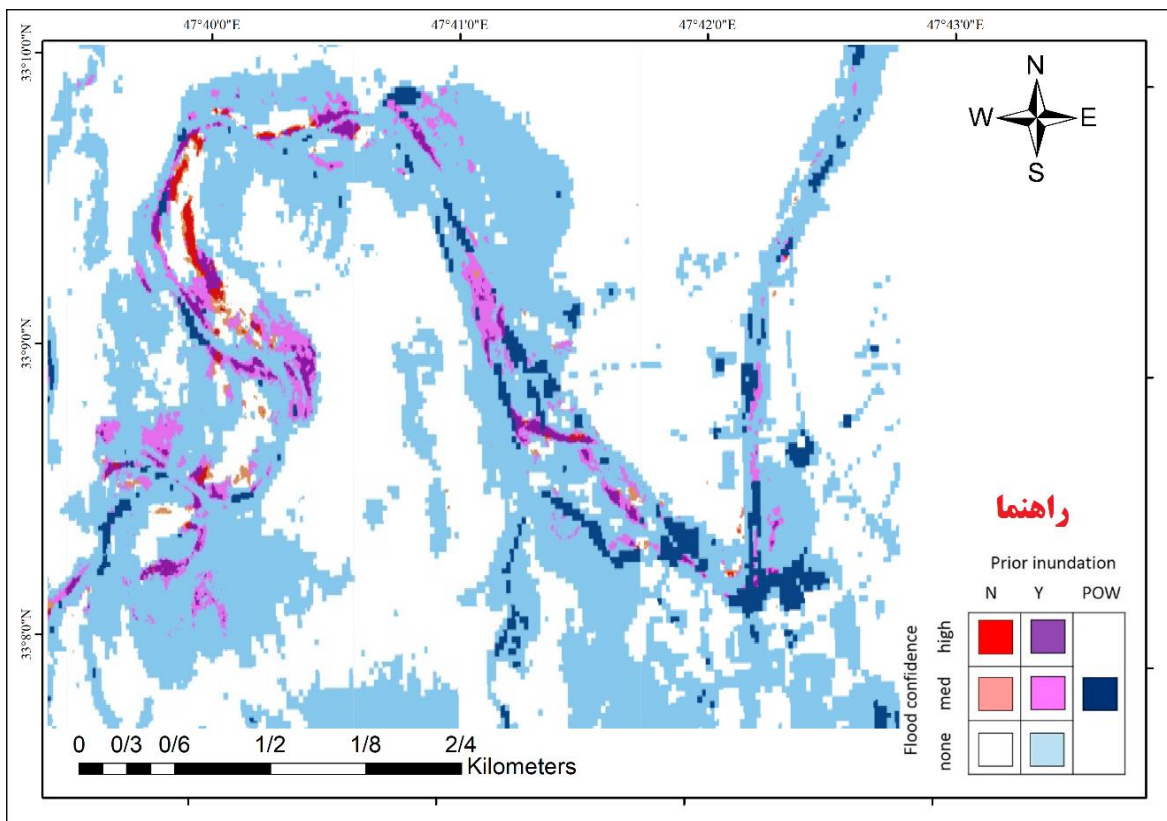 47°40'0"E 47°41'0"E 47°42'0"E 47°43'0"E
33°10'0"N
33°9'0"N
33°8'0"N
N
W E
S
راهنما
Prior inundation
N Y POW
Flood confidence
high
med
none
0 0/3 0/6 1/2 1/8 2/4
Kilometers